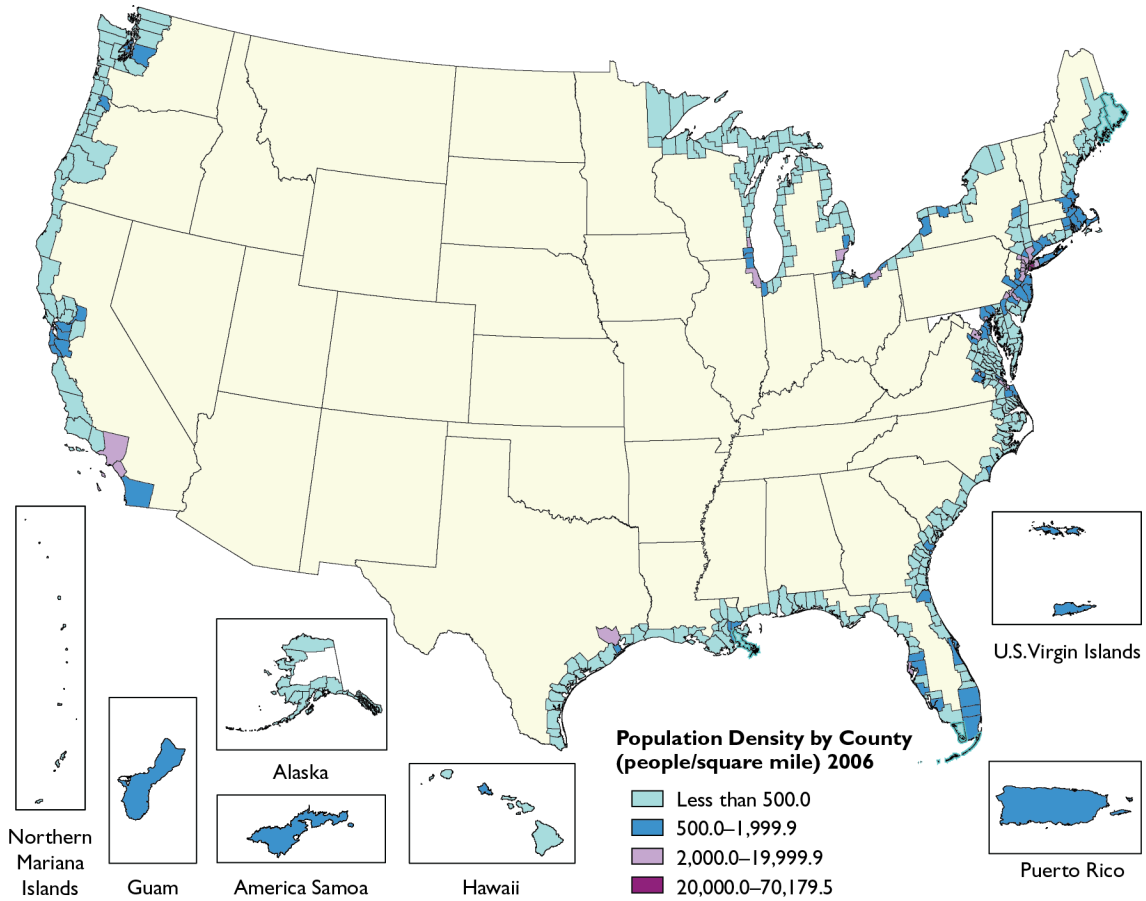 U.S.Virgin Islands
Population Density by County
(people/square mile) 2006
Less than 500.0
500.0–1,999.9
2,000.0–19,999.9
20,000.0–70,179.5
Northern
Mariana
Islands
Guam
Alaska
America Samoa
Hawaii
Puerto Rico